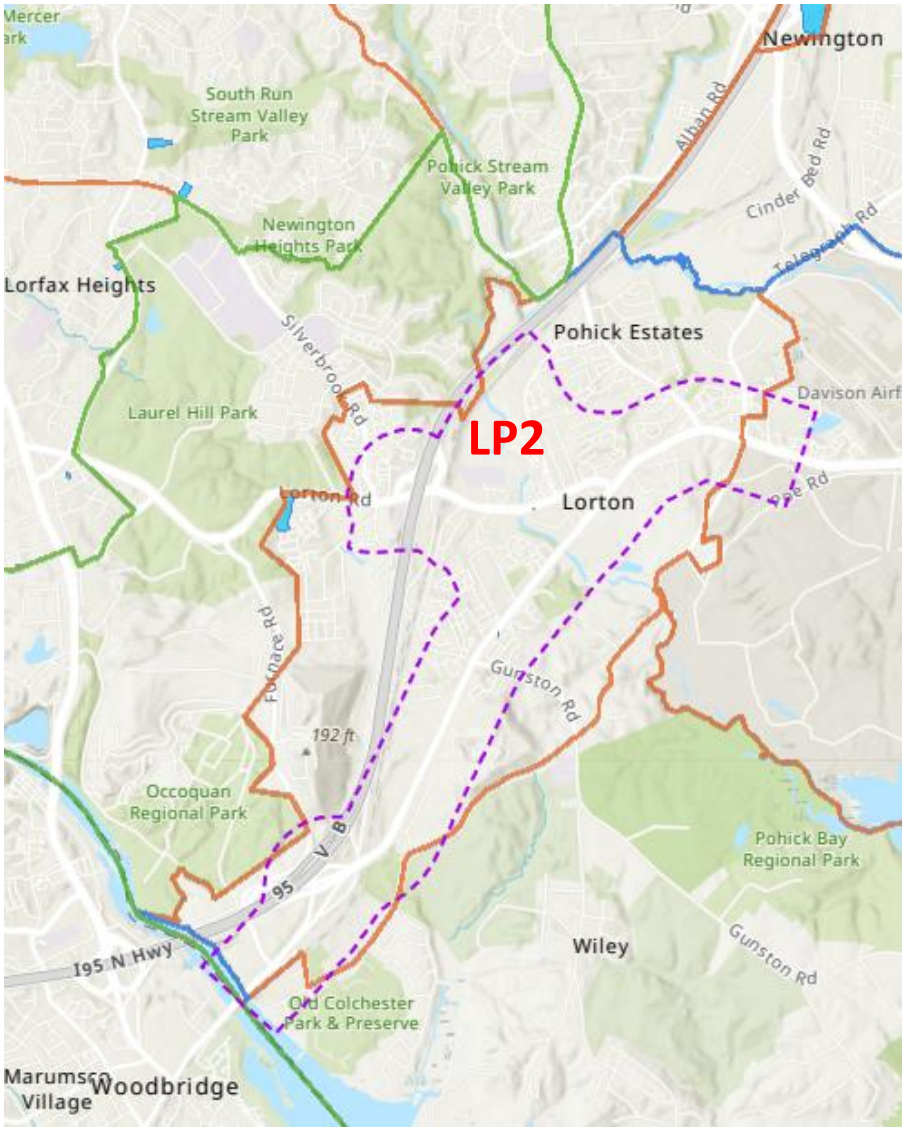 Mercer
ark
Rd
Newington
South Run
Stream Valley
Park
Alban Rd
Pohick Stream
Valley Park
Cinder Bed Rd
Newington
Heights Park
Telegraph Rd
Lorfax Heights
Silverbrook Rd
Pohick Estates
Laurel Hill Park
Davison Airf
LP2
Lorton Rd
Lorton
Poe Rd
Furnace Rd
Gunston Rd
192 ft
Occoquan
Regional Park
V B
Pohick Bay
Regional Park
95
I95 N Hwy
Wiley
Gunston Rd
Old Colchester
Park & Preserve
Marumsco
Village
Woodbridge